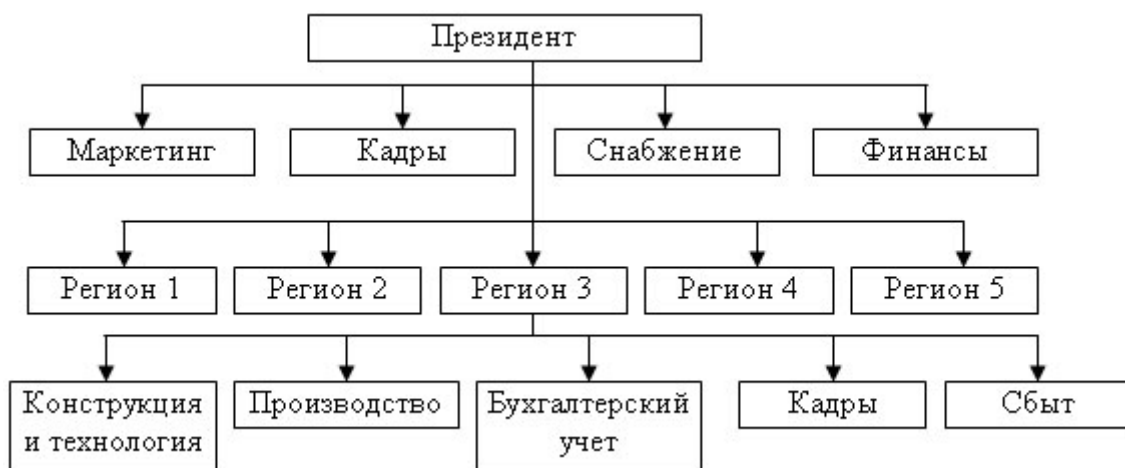 Президент
Маркетинг
Кадры
Снабжение
Финансы
Регион 1
Регион 2
Регион 3
Регион 4
Регион 5
Конструкция
и технология
Производство
Бухгалтерский
учет
Кадры
Сбыт